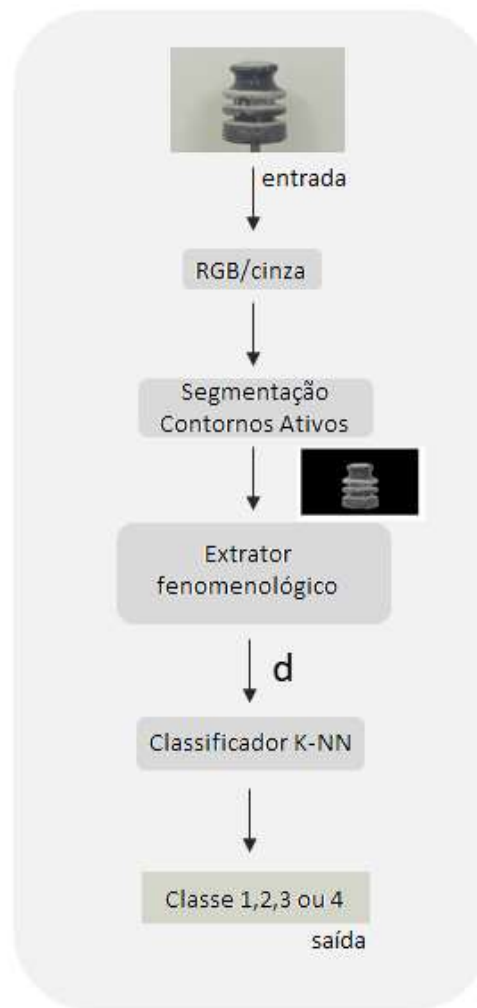 entrada
RGB/cinza
Segmentação
Contornos Ativos
Extrator
fenomenológico
d
Classificador K-NN
Classe 1,2,3 ou 4
saída